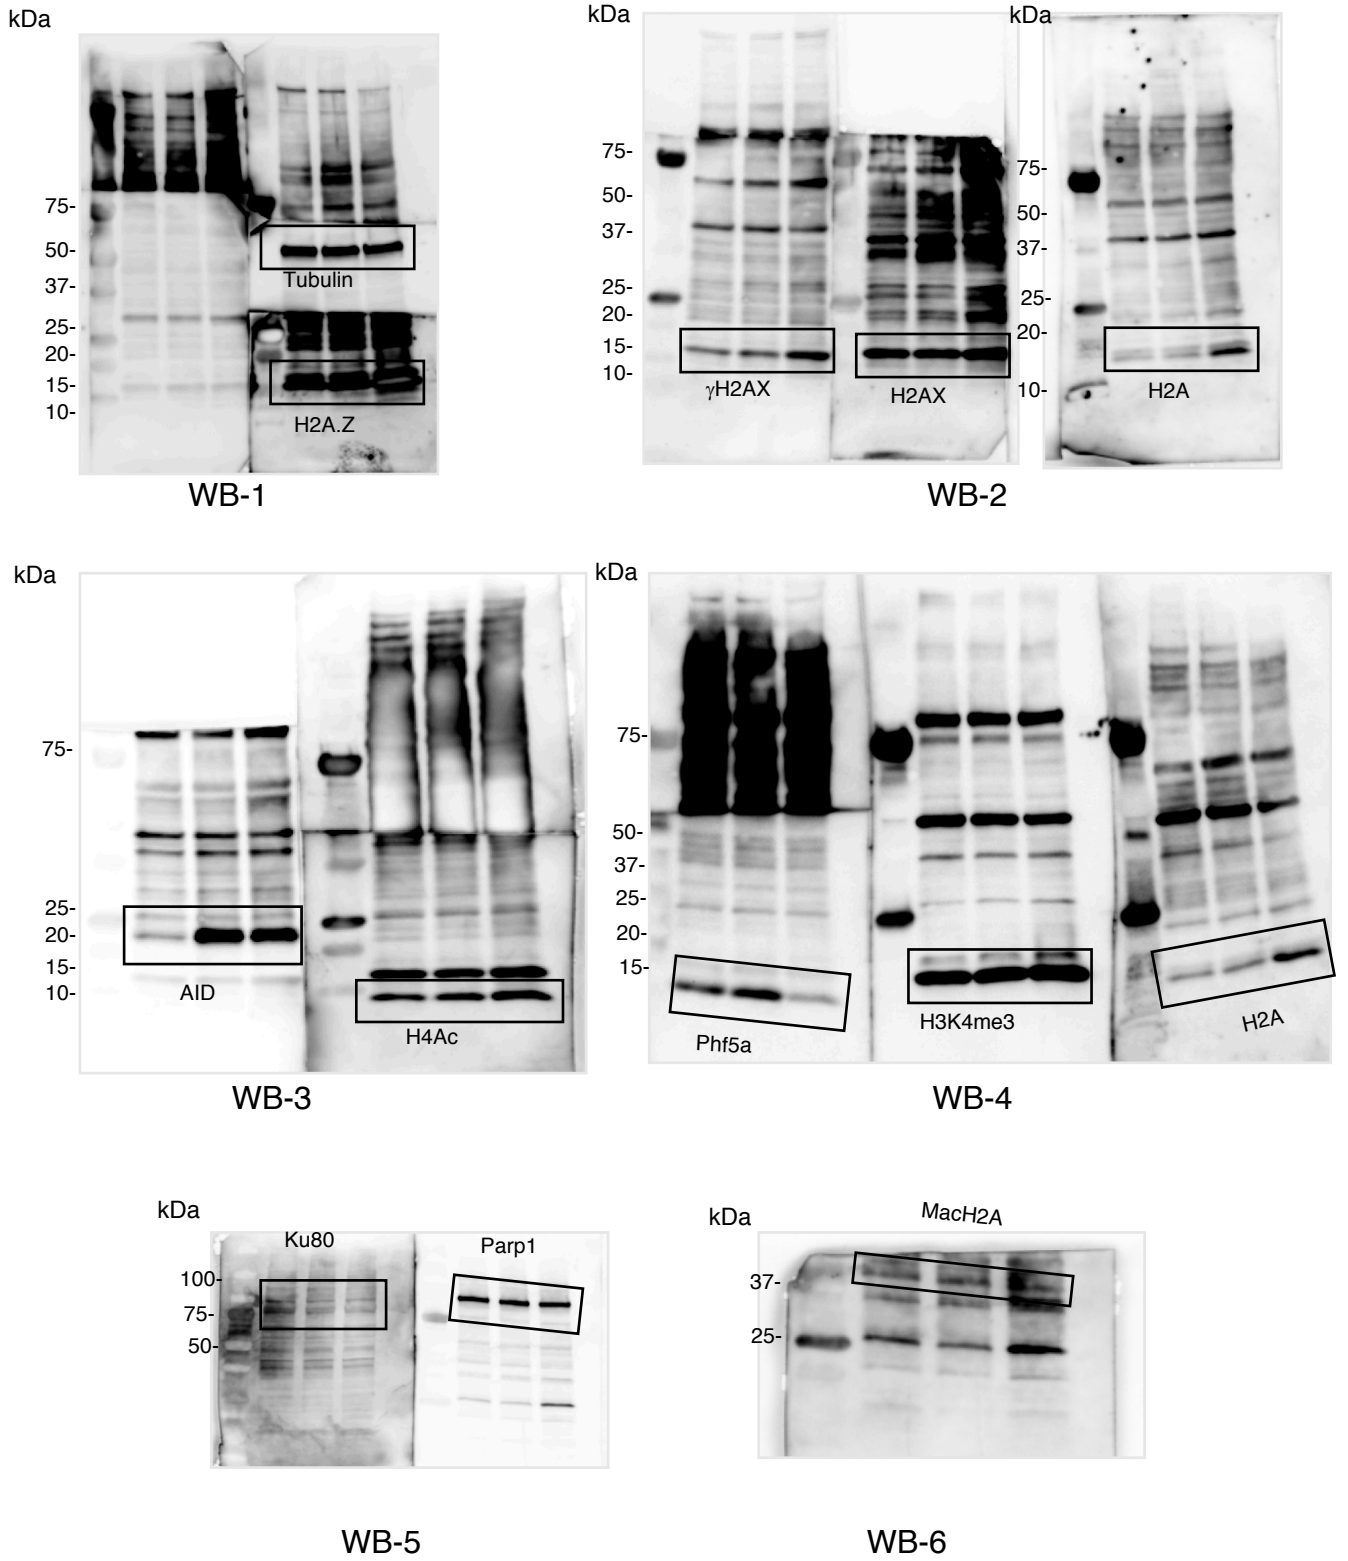 kDa
75-
50-
37-
25-
20-
15-
10-
Tubulin
H2A.Z
WB-1
kDa
75-
50-
37-
25-
20-
15-
10-
γH2AX
H2AX
kDa
75-
50-
37-
25-
20-
10-
H2A
WB-2
kDa
75-
25-
20-
15-
10-
AID
H4Ac
WB-3
kDa
75-
50-
37-
25-
20-
15-
Phf5a
H3K4me3
H2A
WB-4
kDa
Ku80
Parp1
100-
75-
50-
WB-5
kDa
MacH2A
37-
25-
WB-6